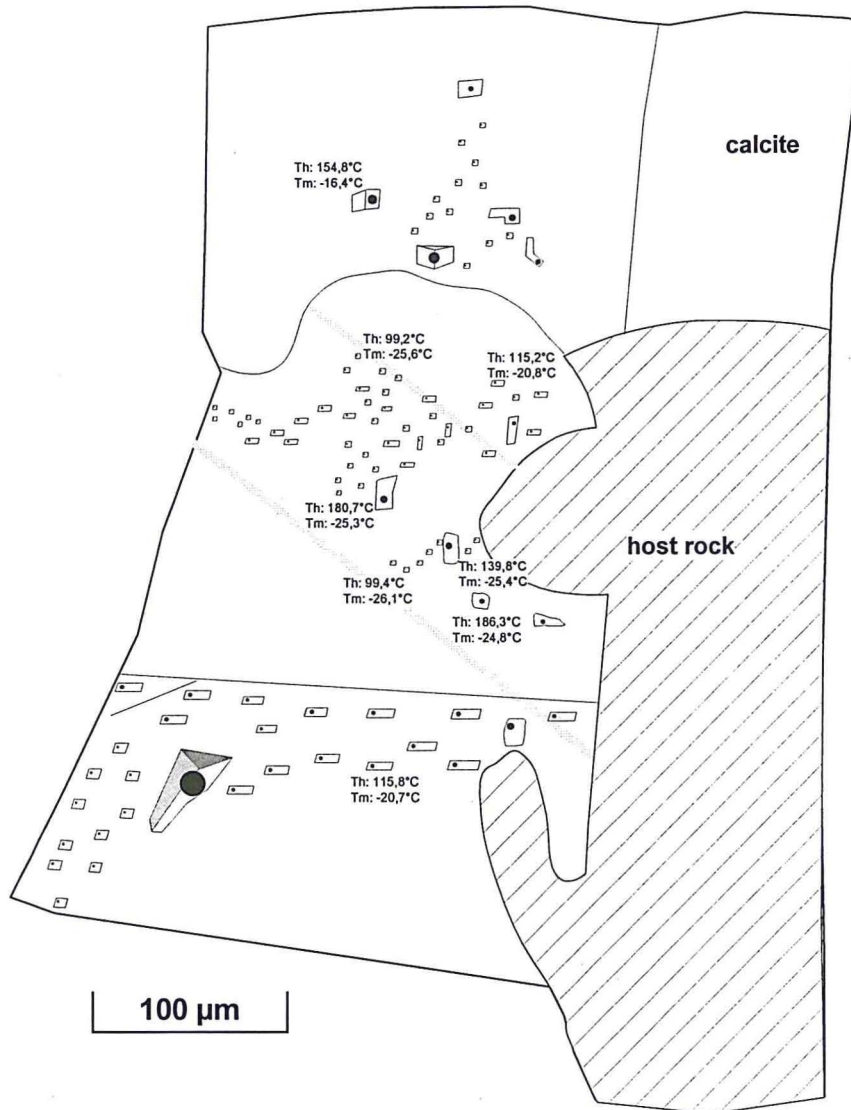 calcite
Th: 154,8°C
Tm: -16,4°C
Th: 99,2°C
Tm: -25,6°C
Th: 115,2°C
Tm: -20,8°C
Th: 180,7°C
Tm: -25,3°C
host rock
Th: 99,4°C
Tm: -26,1°C
Th: 139,8°C
Tm: -25,4°C
Th: 186,3°C
Tm: -24,8°C
Th: 115,8°C
Tm: -20,7°C
100 µm